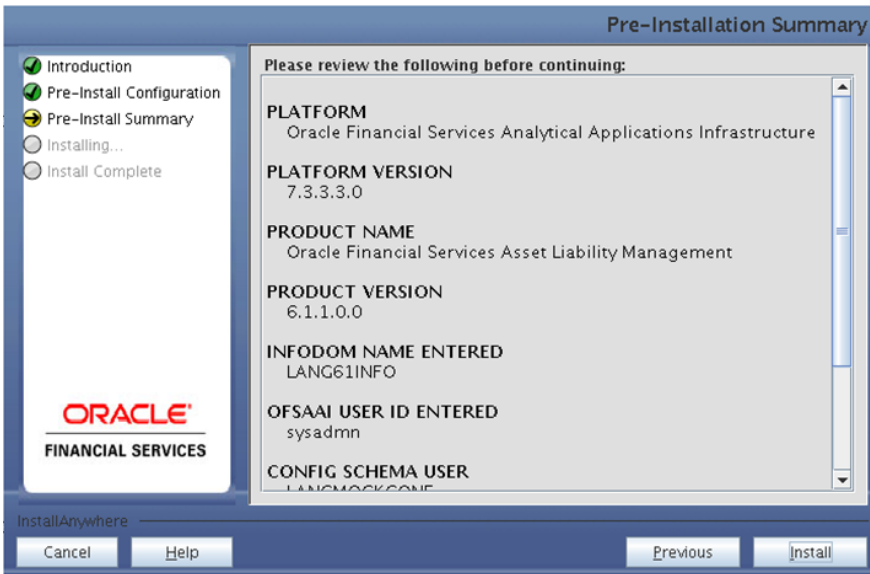 Pre-Installation Summary
Introduction
Pre-Install Configuration
Pre-Install Summary
Installing...
Install Complete
ORACLE
FINANCIAL SERVICES
Please review the following before continuing:
PLATFORM
Oracle Financial Services Analytical Applications Infrastructure
PLATFORM VERSION
7.3.3.3.0
PRODUCT NAME
Oracle Financial Services Asset Liability Management
PRODUCT VERSION
6.1.1.0.0
INFODOM NAME ENTERED
LANG61INFO
OFSAAI USER ID ENTERED
sysadmn
CONFIG SCHEMA USER
InstallAnywhere
Cancel
Help
Previous
Install